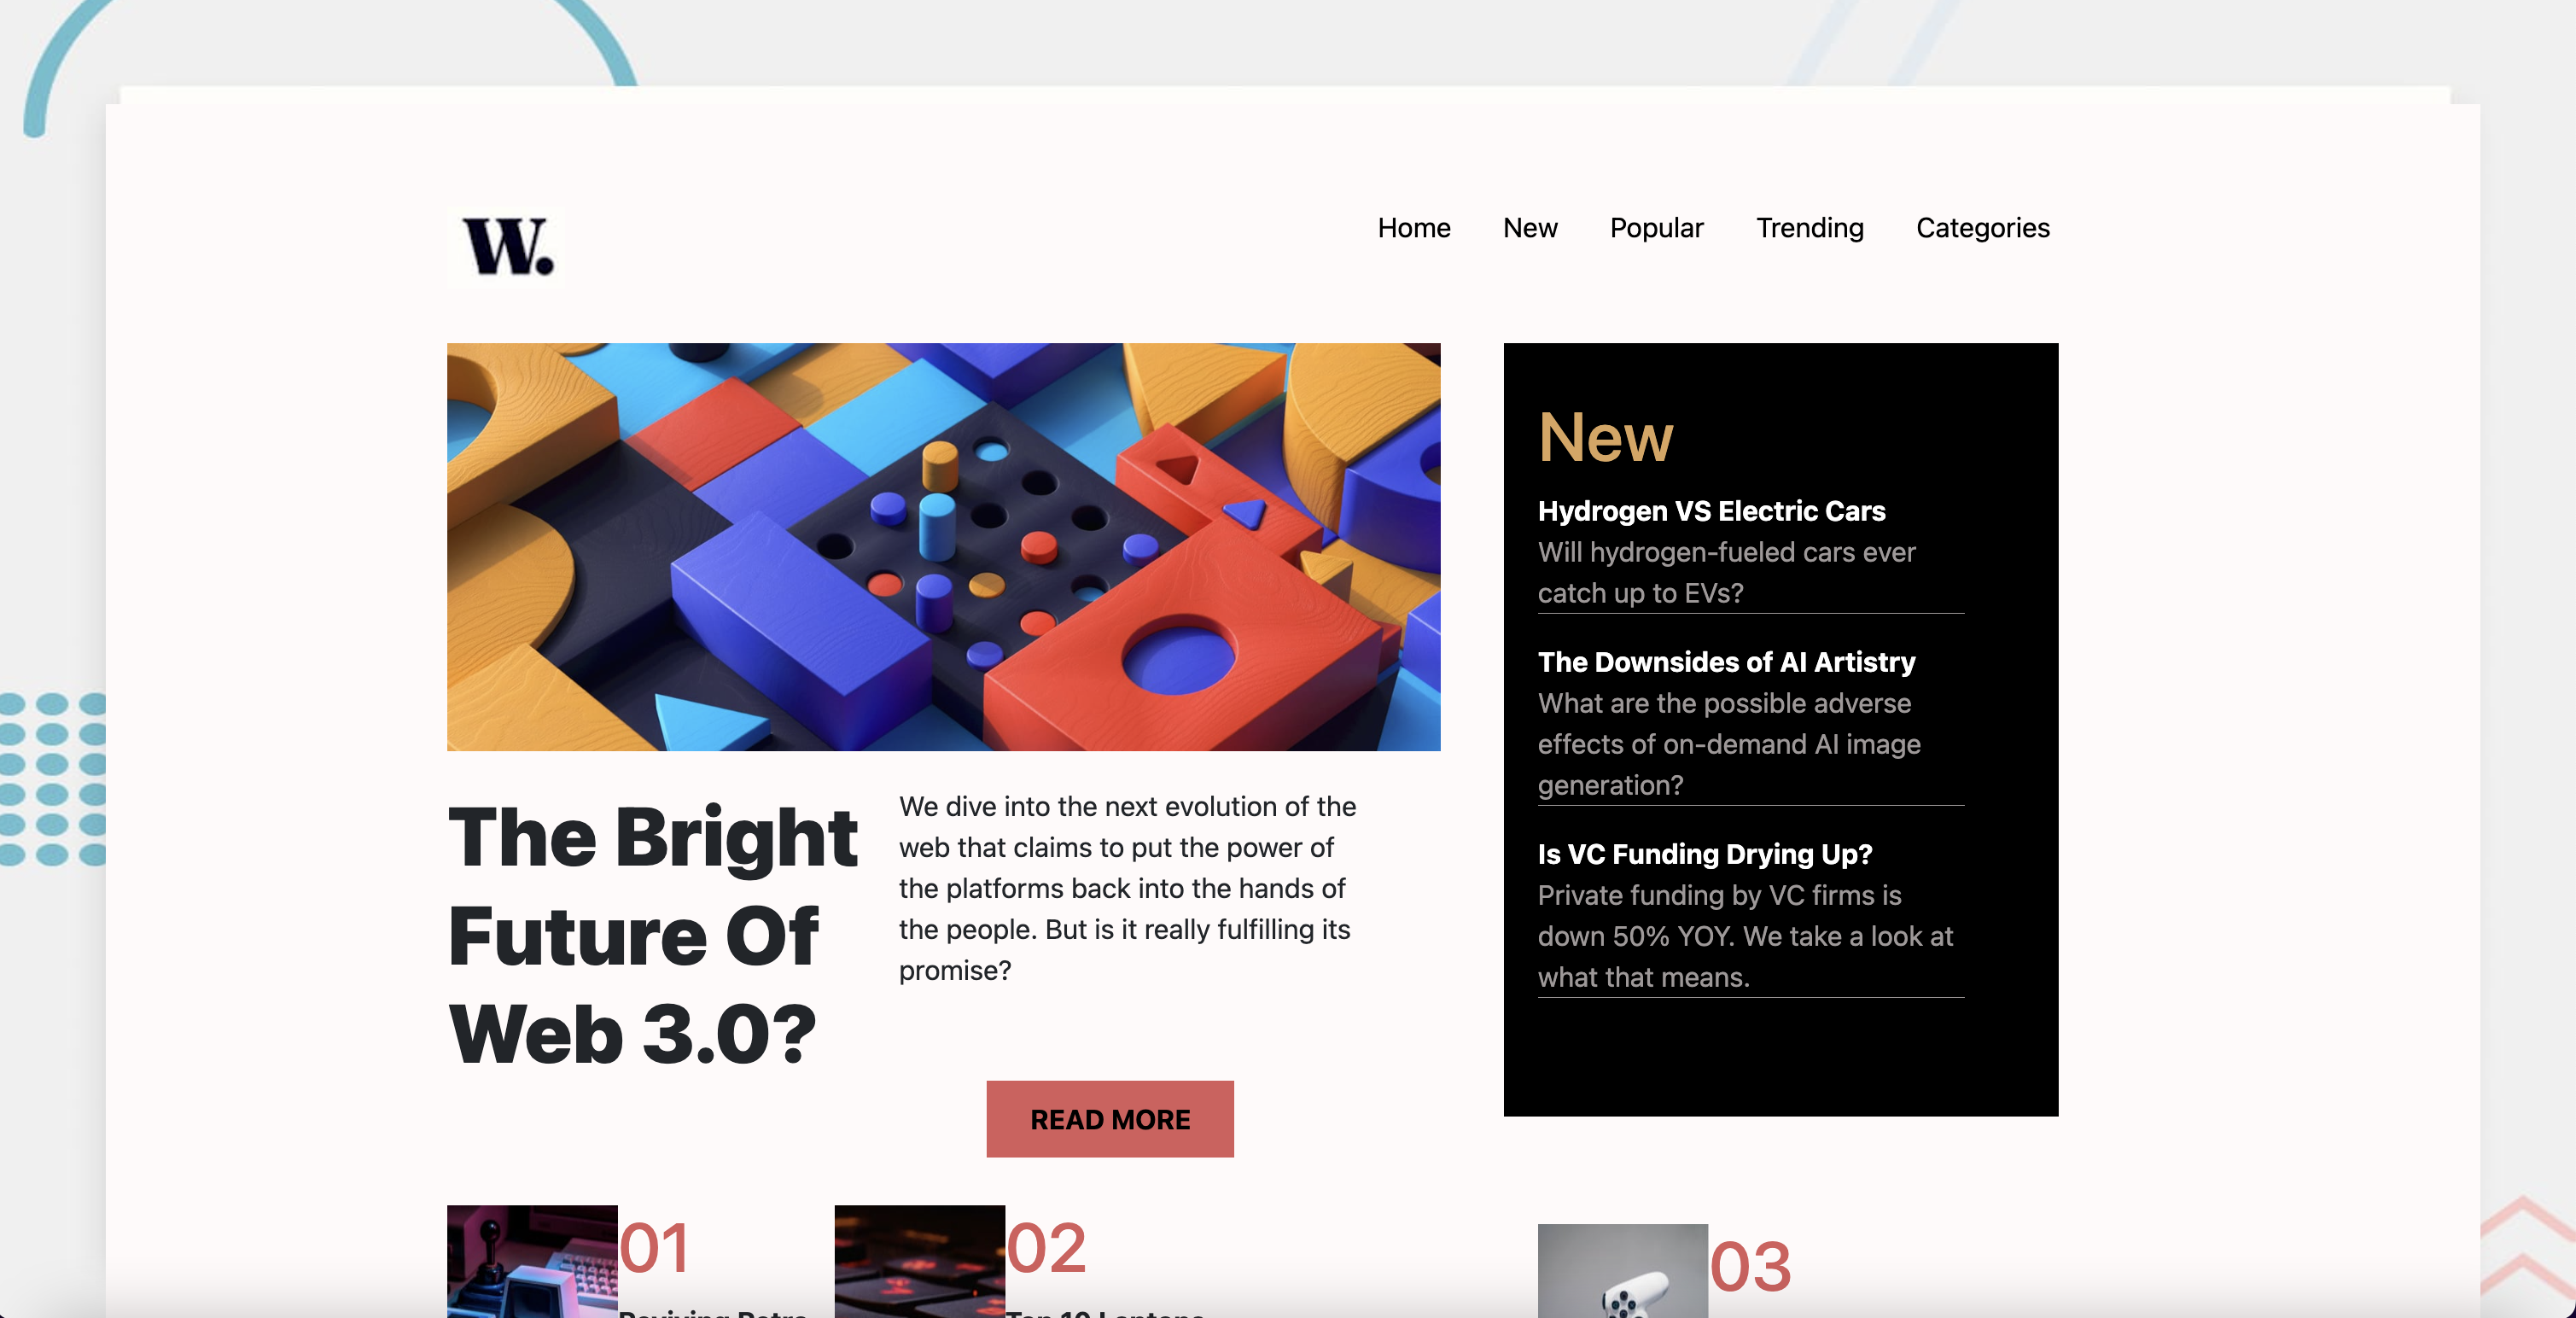 W.
Home New Popular Trending Categories
New
Hydrogen VS Electric Cars
Will hydrogen-fueled cars ever
catch up to EVs?
The Downsides of AI Artistry
What are the possible adverse
effects of on-demand AI image
generation?
Is VC Funding Drying Up?
Private funding by VC firms is
down 50% YOY. We take a look at
what that means.
The Bright
Future Of
Web 3.0?
We dive into the next evolution of the
web that claims to put the power of
the platforms back into the hands of
the people. But is it really fulfilling its
promise?
READ MORE
01
Reviving Retro
02
Top 10 Laptops
03